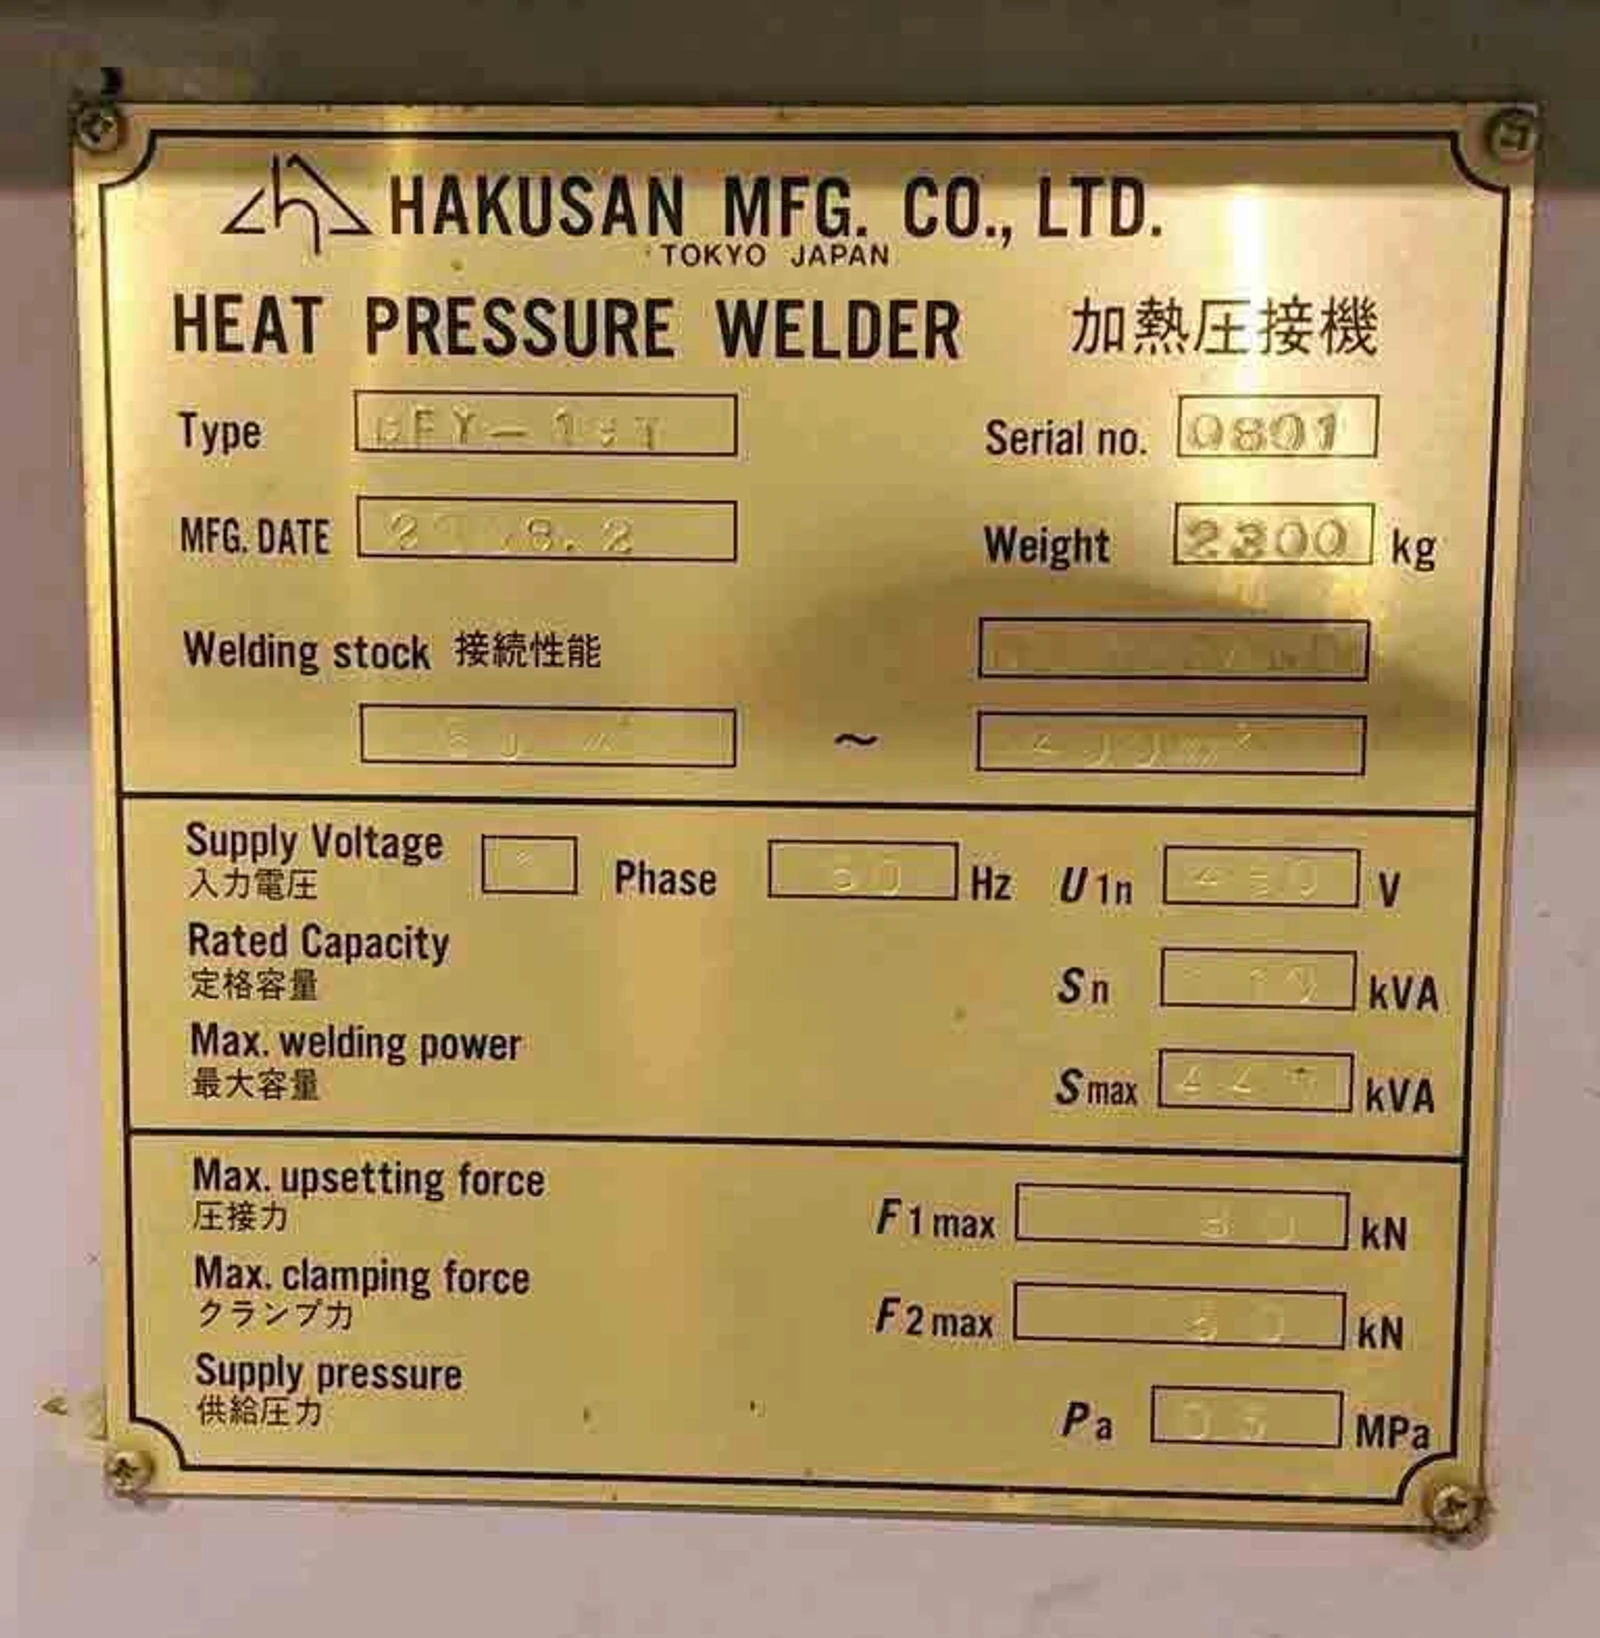 HAKUSAN MFG. CO., LTD.
TOKYO JAPAN
HEAT PRESSURE WELDER 加熱圧接機
Type Serial no. 0801
MFG. DATE Weight 2300 kg
Welding stock 接続性能
~
Supply Voltage
入力電圧
Phase 60 Hz U1n V
Rated Capacity
定格容量
Sn kVA
Max. welding power
最大容量
Smax kVA
Max. upsetting force
圧接力
F1max kN
Max. clamping force
クランプ力
F2max kN
Supply pressure
供給圧力
Pa MPa